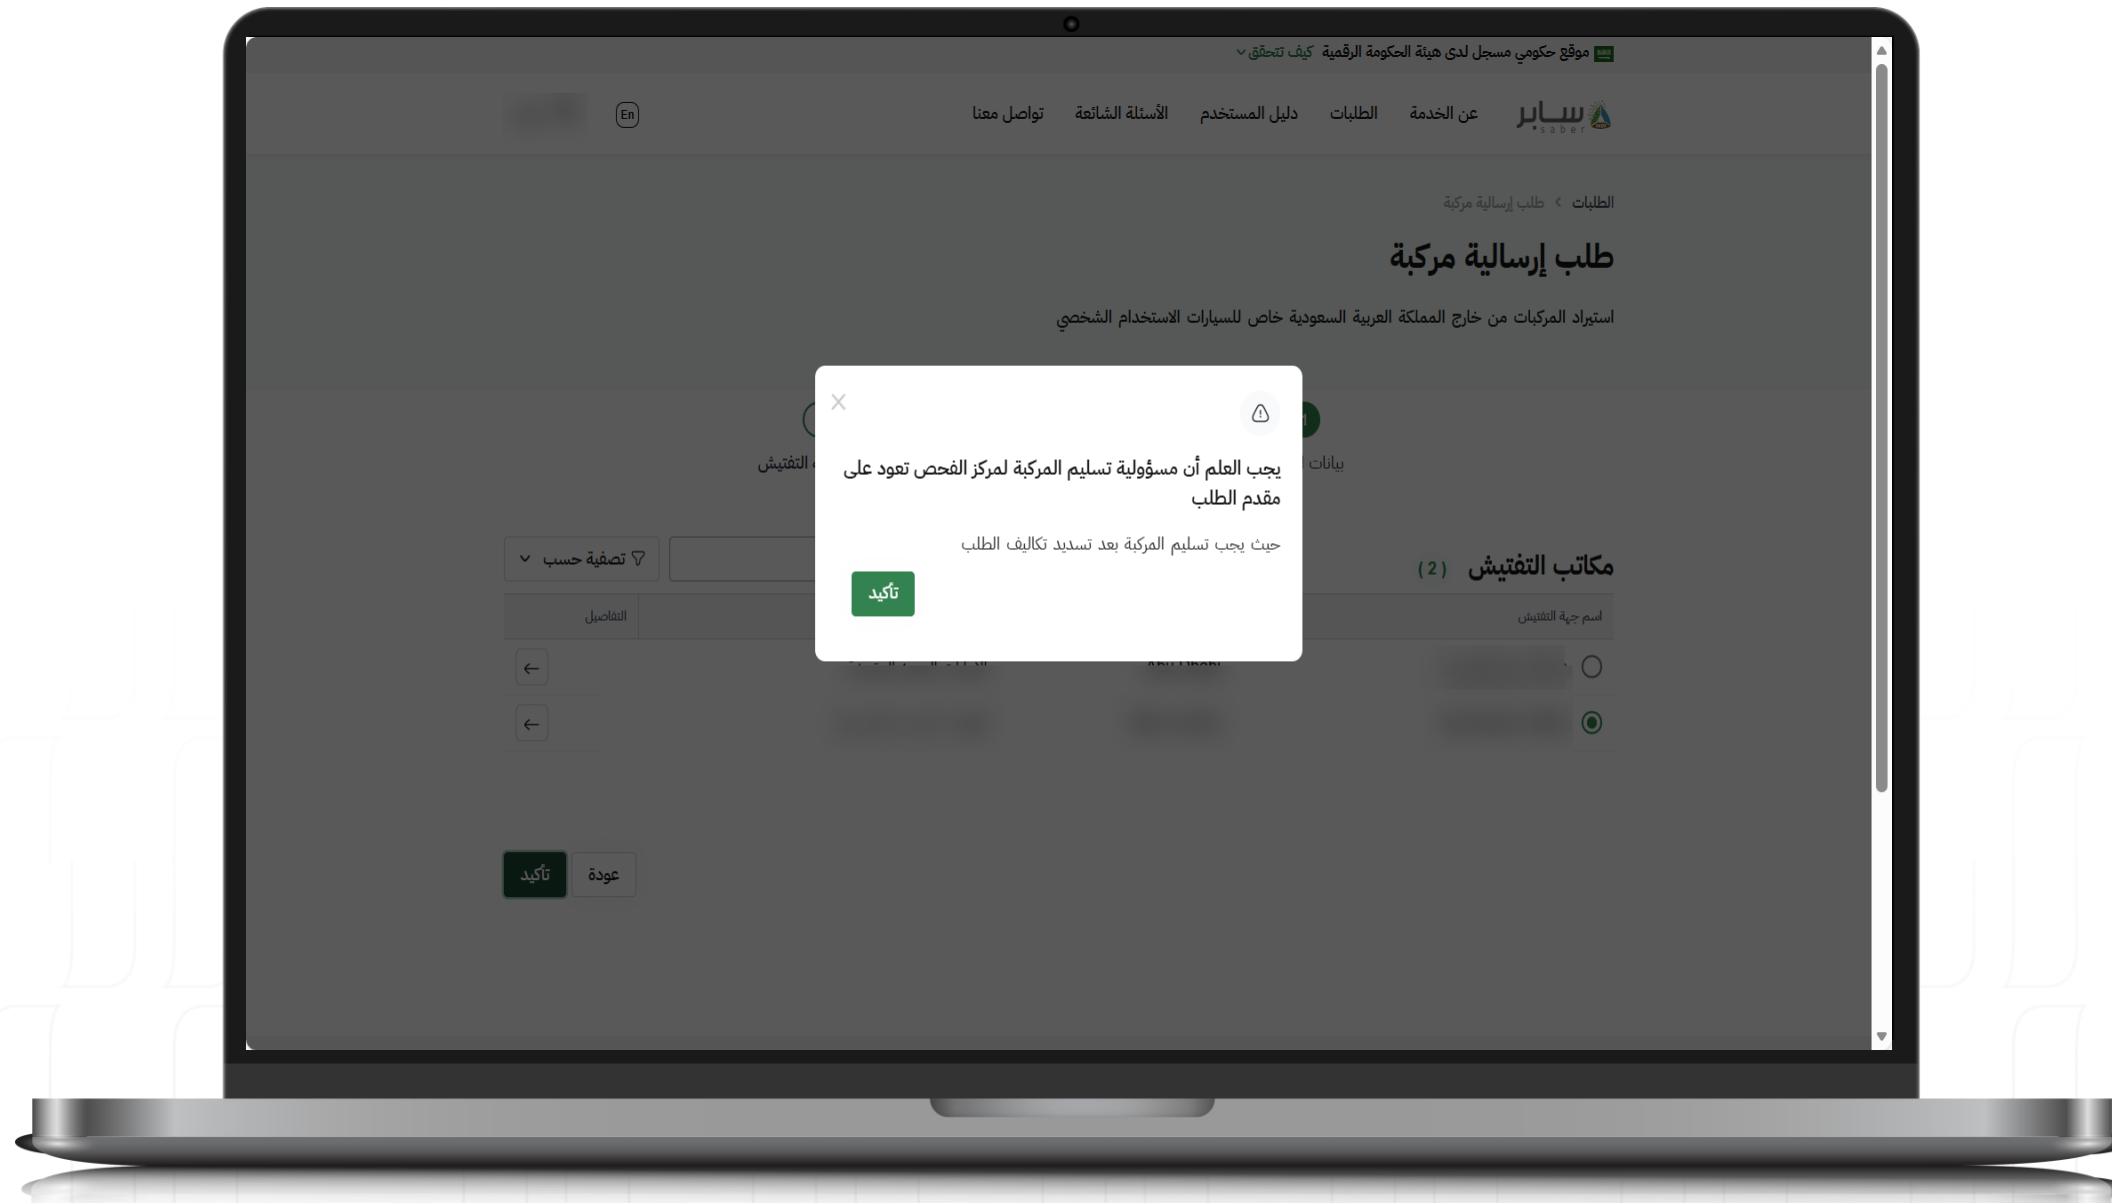 موقع حكومي مسجل لدى هيئة الحكومة الرقمية كيف تتحقق
سابر عن الخدمة الطلبات دليل المستخدم الأسئلة الشائعة تواصل معنا En
saber
الطلبات > طلب إرسالية مركبة
طلب إرسالية مركبة
استيراد المركبات من خارج المملكة العربية السعودية خاص للسيارات الاستخدام الشخصي
بيانات
التفتيش
يجب العلم أن مسؤولية تسليم المركبة لمركز الفحص تعود على
مقدم الطلب
حيث يجب تسليم المركبة بعد تسديد تكاليف الطلب
تأكيد
مكاتب التفتيش ( 2 ) تصفية حسب
اسم جهة التفتيش التفاصيل
Abu Dhabi
عودة تأكيد